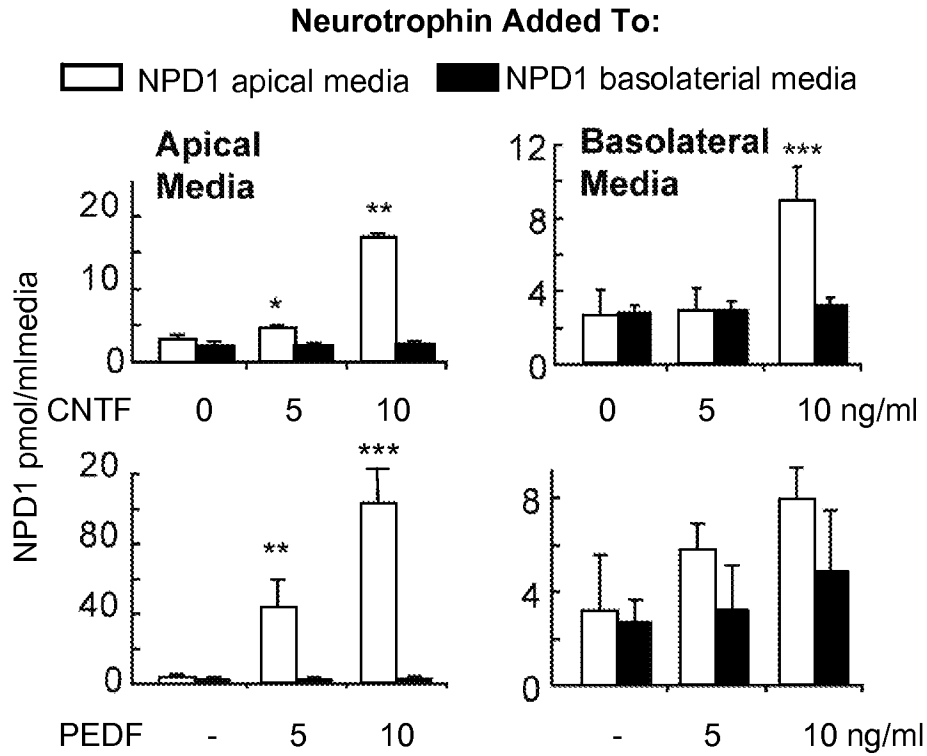 Neurotrophin Added To:
NPD1 apical media NPD1 basolaterial media
Apical
Media
20
10
0
**
*
Basolateral
Media
12
8
4
0
***
NPD1 pmol/mlmedia
CNTF 0 5 10 0 5 10 ng/ml
20
80
40
0
***
**
8
4
0
PEDF - 5 10 - 5 10 ng/ml